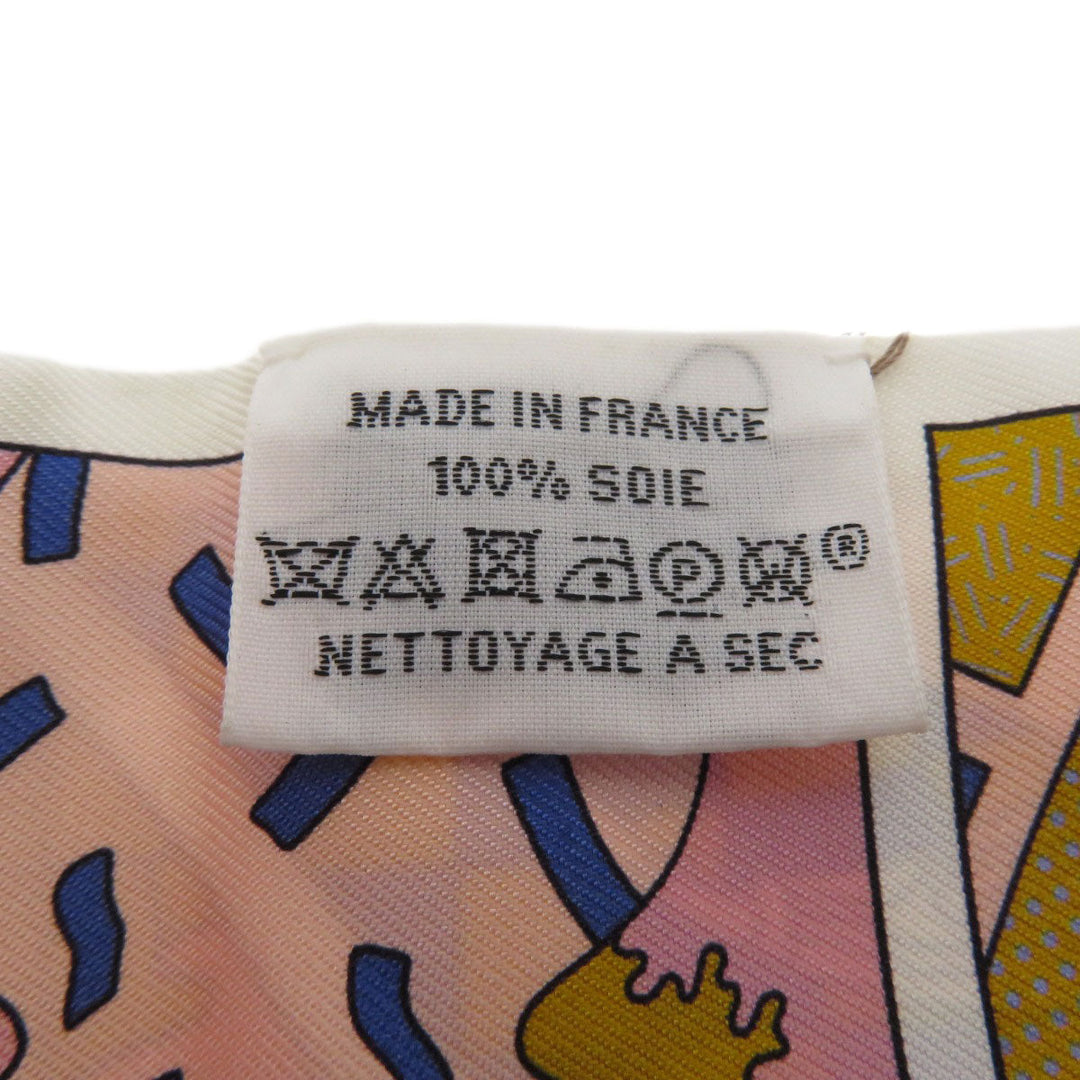 MADE IN FRANCE
100% SOIE
P W ®
NETTOYAGE A SEC